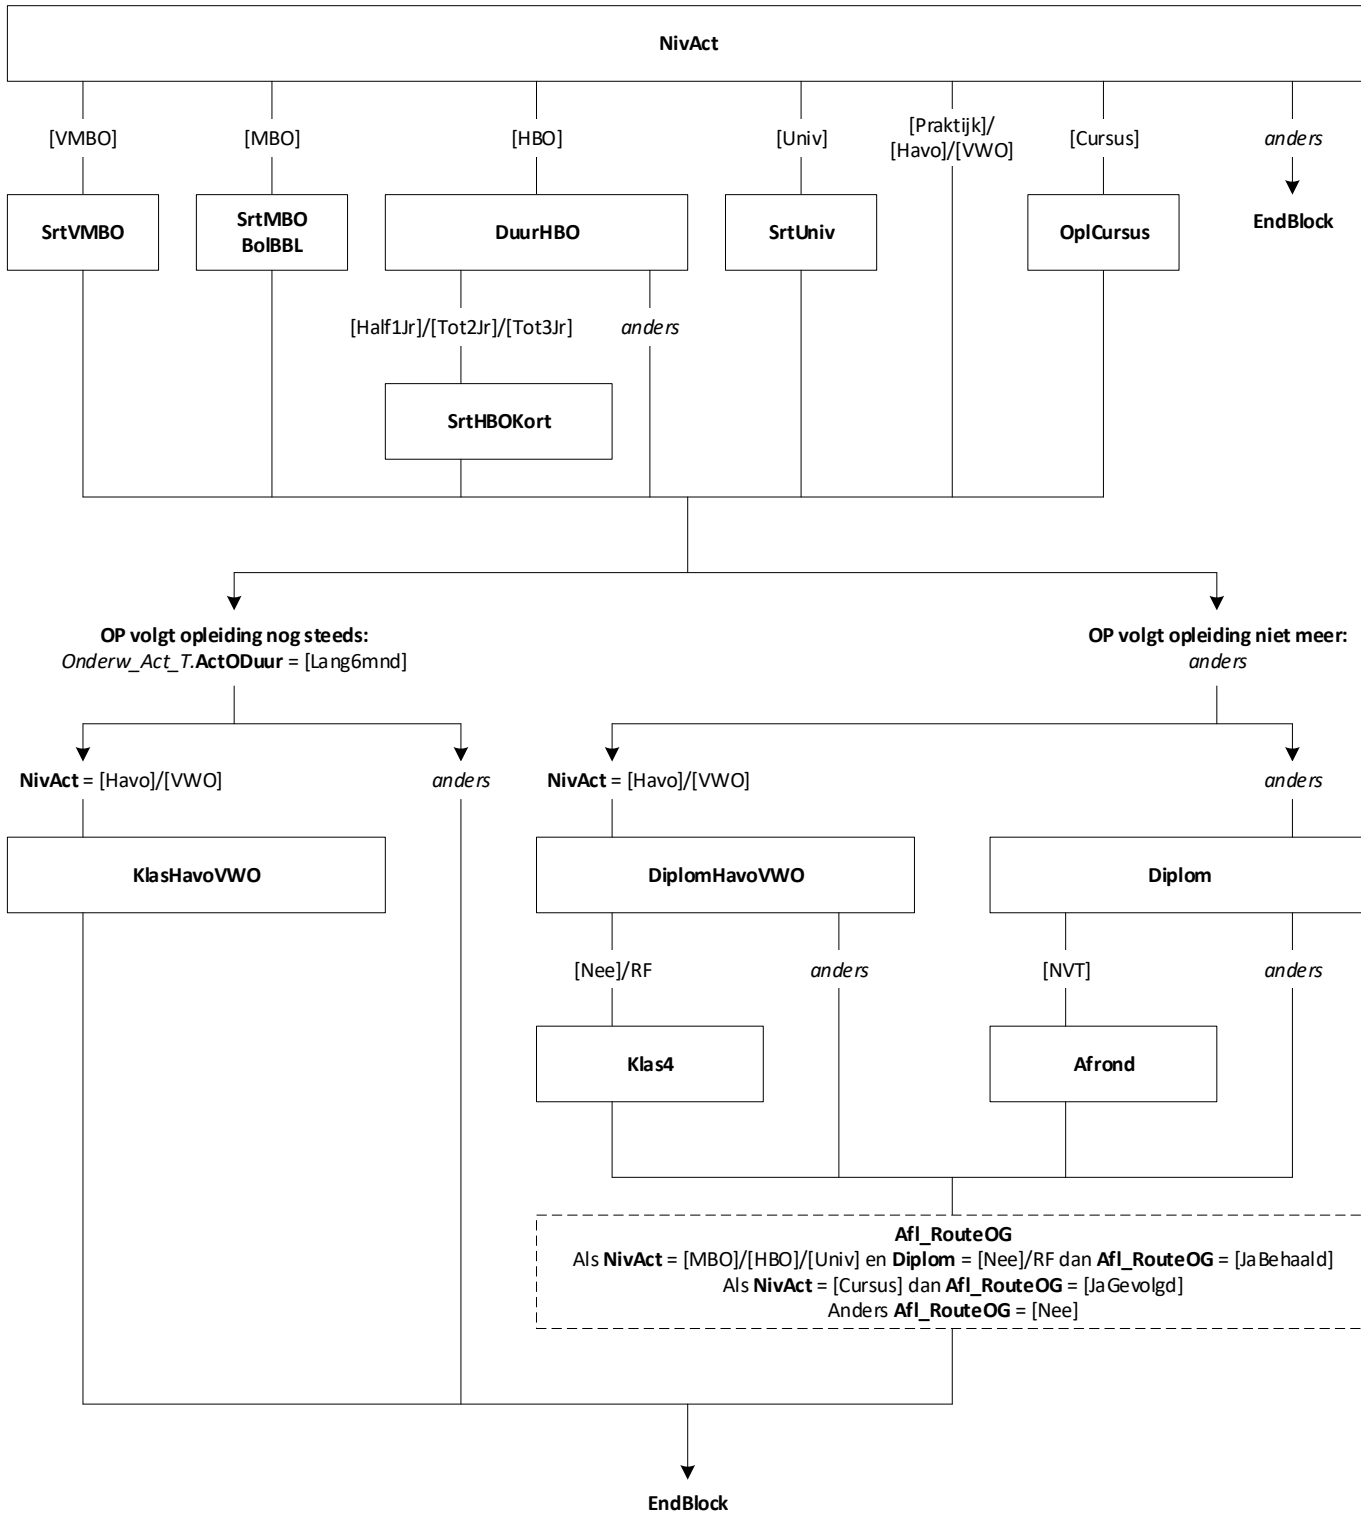 NivAct
[VMBO]
[MBO]
[HBO]
[Univ]
[Praktijk]/
[Havo]/[VWO]
[Cursus]
anders
SrtVMBO
SrtMBO
BolBBL
DuurHBO
SrtUniv
OplCursus
EndBlock
[Half1Jr]/[Tot2Jr]/[Tot3Jr]
anders
SrtHBOKort
OP volgt opleiding nog steeds:
Onderw_Act_T.ActODuur = [Lang6mnd]
OP volgt opleiding niet meer:
anders
NivAct = [Havo]/[VWO]
anders
NivAct = [Havo]/[VWO]
anders
KlasHavoVWO
DiplomHavoVWO
Diplom
[Nee]/RF
anders
[NVT]
anders
Klas4
Afrond
Afl_RouteOG
Als NivAct = [MBO]/[HBO]/[Univ] en Diplom = [Nee]/RF dan Afl_RouteOG = [JaBehaald]
Als NivAct = [Cursus] dan Afl_RouteOG = [JaGevolgd]
Anders Afl_RouteOG = [Nee]
EndBlock